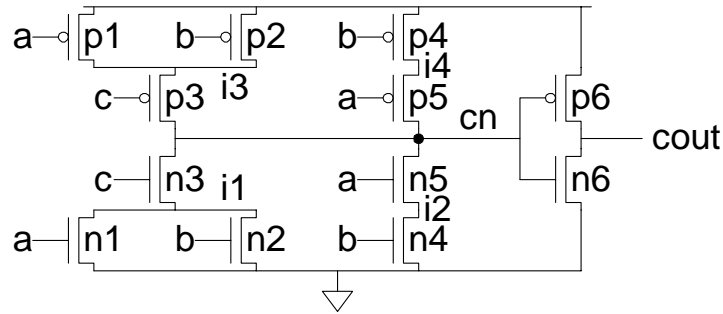 a p1 b p2 b p4
i4
c p3 i3 a p5 p6
cn
cout
c n3 i1 a n5 n6
i2
a n1 b n2 b n4